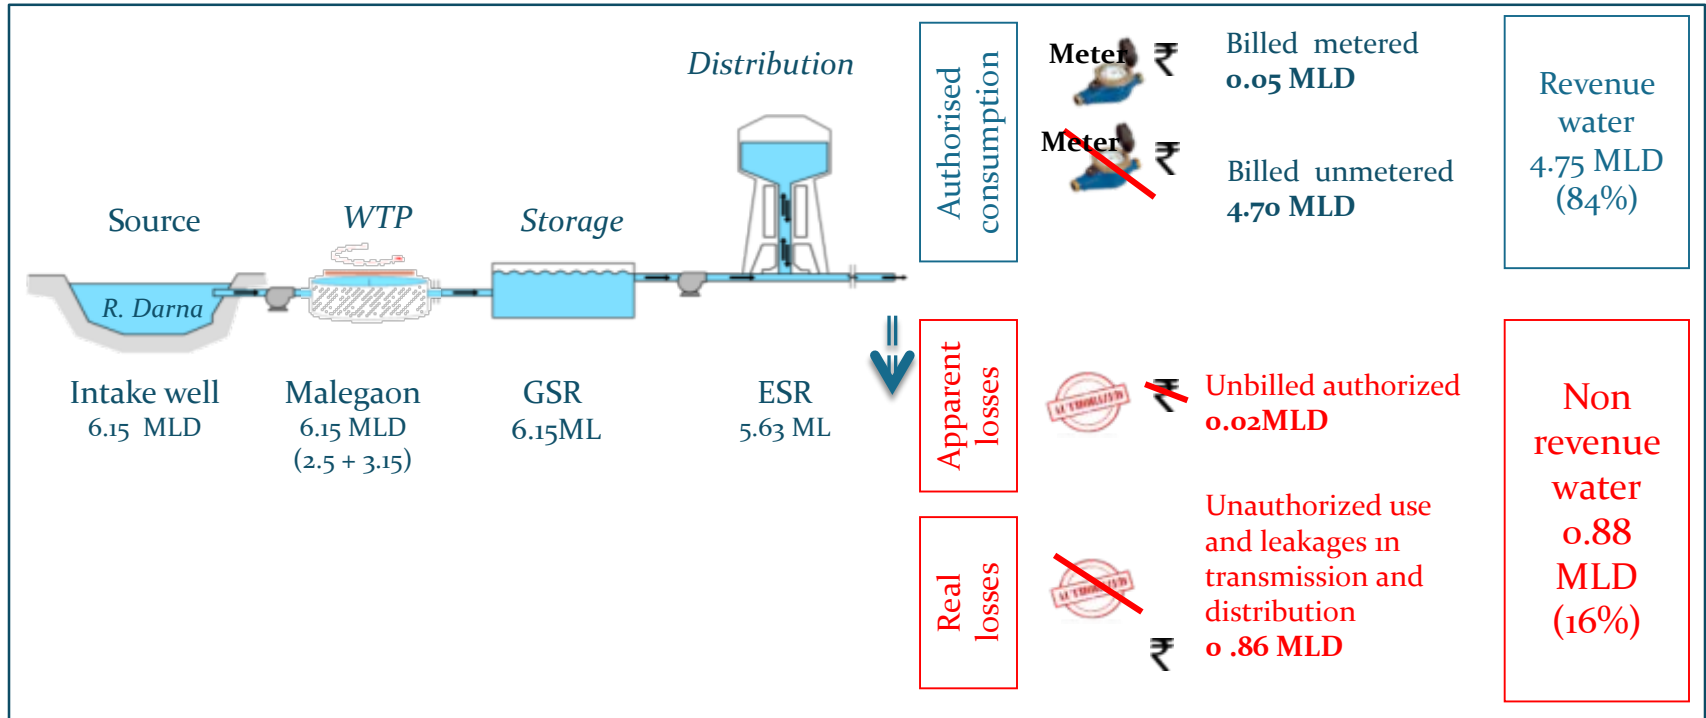 Distribution
Source
WTP
Storage
R. Darna
Intake well
6.15 MLD
Malegaon
6.15 MLD
(2.5 + 3.15)
GSR
6.15ML
ESR
5.63 ML
Authorised
consumption
Meter
₹
Billed metered
0.05 MLD
Meter
₹
Billed unmetered
4.70 MLD
Revenue
water
4.75 MLD
(84%)
Apparent
losses
AUTHORIZED
₹
Unbilled authorized
0.02MLD
Real
losses
AUTHORIZED
₹
Unauthorized use
and leakages in
transmission and
distribution
0 .86 MLD
Non
revenue
water
0.88
MLD
(16%)